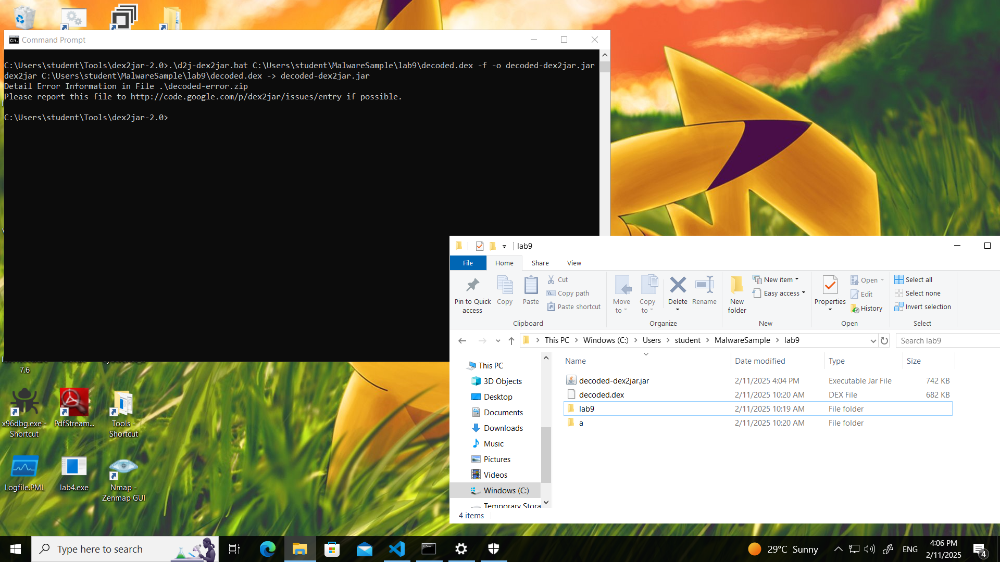 Command Prompt
C:\Users\student\Tools\dex2jar-2.0>.\d2j-dex2jar.bat C:\Users\student\MalwareSample\lab9\decoded.dex -f -o decoded-dex2jar.jar
dex2jar C:\Users\student\MalwareSample\lab9\decoded.dex -> decoded-dex2jar.jar
Detail Error Information in File .\decoded-error.zip
Please report this file to http://code.google.com/p/dex2jar/issues/entry if possible.
C:\Users\student\Tools\dex2jar-2.0>
7.6
x96dbg.exe - Shortcut
PdfStream...
Tools - Shortcut
Logfile.PML
lab4.exe
Nmap - Zenmap GUI
lab9
File Home Share View
Pin to Quick access
Copy
Paste
Cut
Copy path
Paste shortcut
Clipboard
Move to
Copy to
Delete
Rename
Organize
New folder
New item
Easy access
New
Properties
Open
Edit
History
Open
Select all
Select none
Invert selection
Select
This PC Windows (C:) Users student MalwareSample lab9
Search lab9
This PC
3D Objects
Desktop
Documents
Downloads
Music
Pictures
Videos
Windows (C:)
Temporary Stora
Name Date modified Type Size
decoded-dex2jar.jar 2/11/2025 4:04 PM Executable Jar File 742 KB
decoded.dex 2/11/2025 10:20 AM DEX File 682 KB
lab9 2/11/2025 10:19 AM File folder
a 2/11/2025 10:20 AM File folder
4 items
Type here to search
29°C Sunny
ENG
4:06 PM
2/11/2025
4